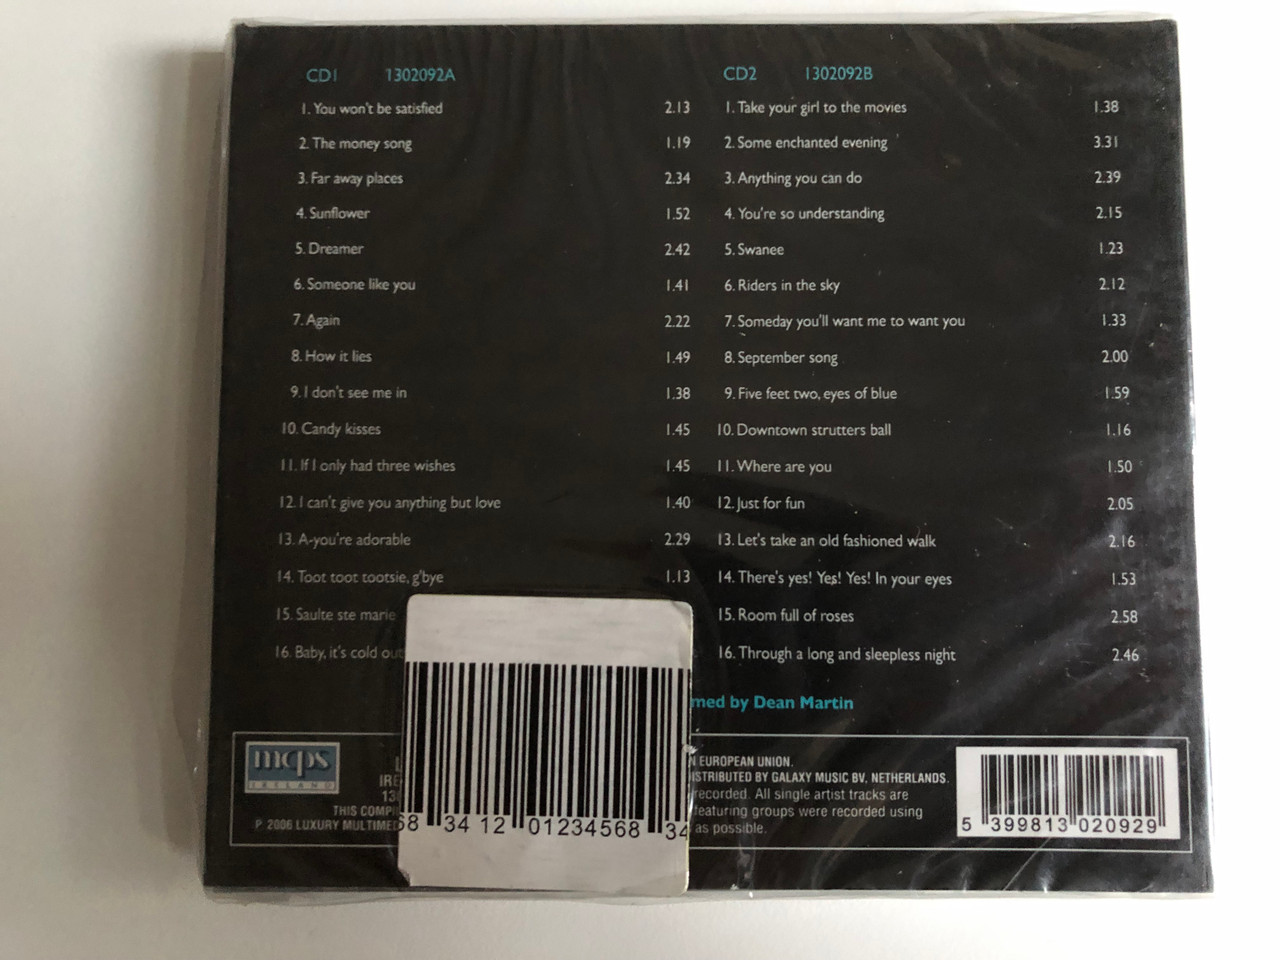 CD1 1302092A
1. You won't be satisfied 2.13
2. The money song 1.19
3. Far away places 2.34
4. Sunflower 1.52
5. Dreamer 2.42
6. Someone like you 1.41
7. Again 2.22
8. How it lies 1.49
9. I don't see me in 1.38
10. Candy kisses 1.45
11. If I only had three wishes 1.45
12. I can't give you anything but love 1.40
13. A-you're adorable 2.29
14. Toot toot tootsie, g'bye 1.13
15. Saulte ste marie
16. Baby, it's cold
CD2 1302092B
1. Take your girl to the movies 1.38
2. Some enchanted evening 3.31
3. Anything you can do 2.39
4. You're so understanding 2.15
5. Swanee 1.23
6. Riders in the sky 2.12
7. Someday you'll want me to want you 1.33
8. September song 2.00
9. Five feet two, eyes of blue 1.59
10. Downtown strutters ball 1.16
11. Where are you 1.50
12. Just for fun 2.05
13. Let's take an old fashioned walk 2.16
14. There's yes! Yes! Yes! In your eyes 1.53
15. Room full of roses 2.58
16. Through a long and sleepless night 2.46
by Dean Martin
mcps
IRELAND
EUROPEAN UNION.
BY GALAXY MUSIC BV, NETHERLANDS.
recorded. All single artist tracks are
THIS
featuring groups were recorded using
P 2006 LUXURY
as possible.
68 34 12 01234568 34
5 399813 020929